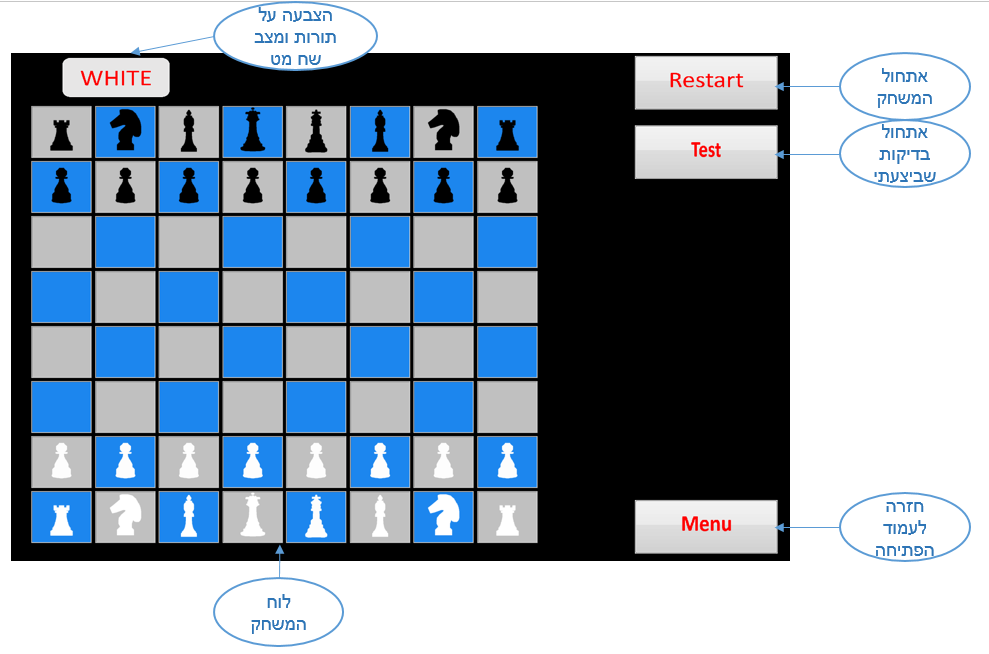 הצבעה על
תורות ומצב
שח מט
WHITE
Restart
אתחול
המשחק
Test
אתחול
בדיקות
שביצעתי
Menu
חזרה
לעמוד
הפתיחה
לוח
המשחק